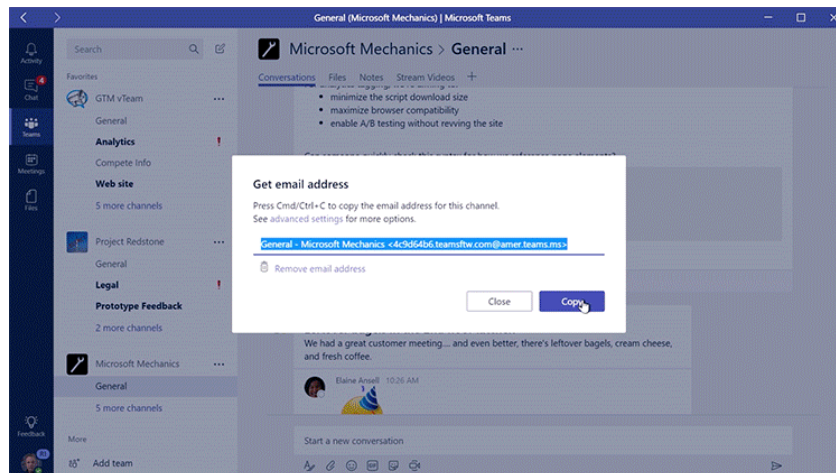 General (Microsoft Mechanics) | Microsoft Teams
Activity
Chat
4
Teams
Meetings
Files
Feedback
Search
Favorites
GTM vTeam
General
Analytics
Compete Info
Web site
5 more channels
Project Redstone
General
Legal
Prototype Feedback
2 more channels
Microsoft Mechanics
General
5 more channels
More
Add team
Microsoft Mechanics > General
Conversations Files Notes Stream Videos
• minimize the script download size
• maximize browser compatibility
• enable A/B testing without revving the site
Get email address
Press Cmd/Ctrl+C to copy the email address for this channel.
See advanced settings for more options.
General - Microsoft Mechanics <4c9d64b6.teamsftw.com@amer.teams.ms>
Remove email address
Close Copy
We had a great customer meeting... and even better, there's leftover bagels, cream cheese,
and fresh coffee.
Elaine Ansell 10:26 AM
Start a new conversation